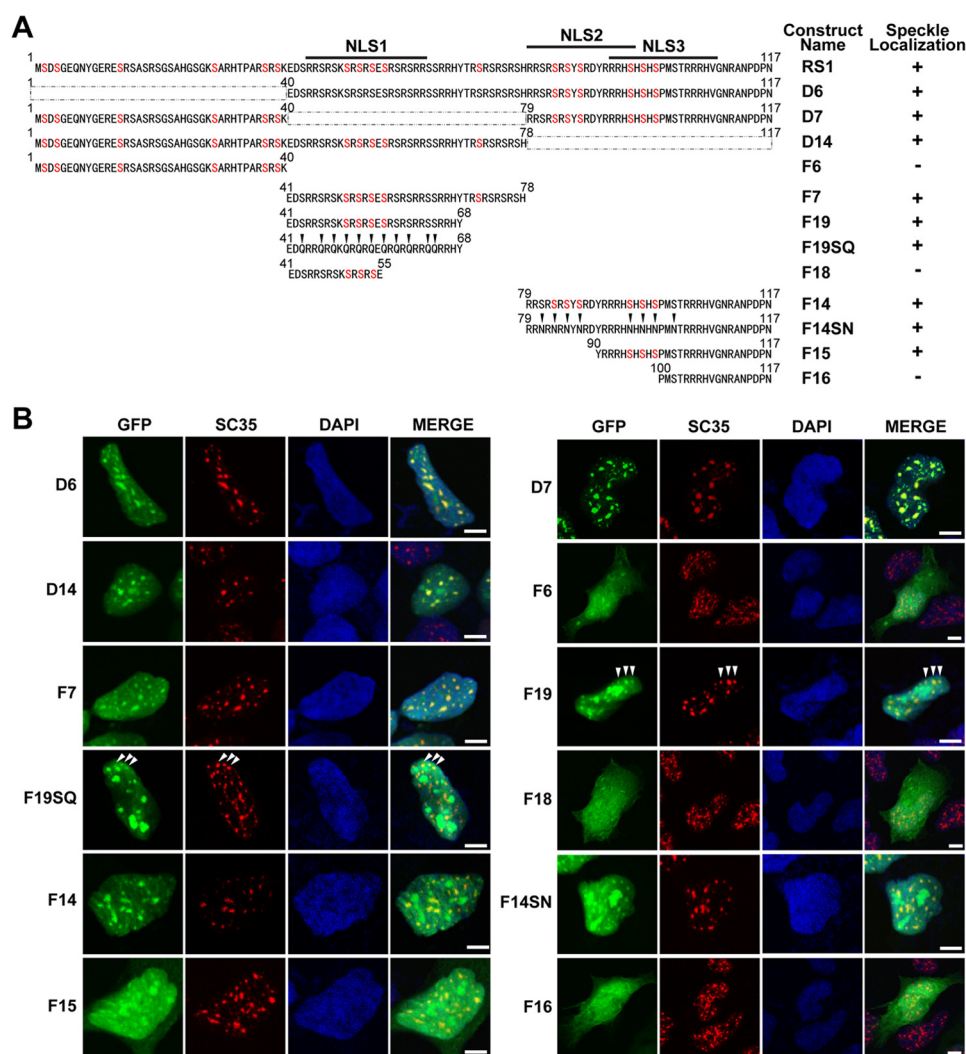 A
Construct Name
Speckle Localization
NLS1
NLS2
NLS3
1 117
MSDSGEQNYGERESRSASRSGSAHGSGKSARHTPARSRSKEDSRRSRSKSRSRSESRSRSRRSSRRHYTRSRSRSRSHRRSRSRSYSRDYRRRHSHSHSPMSTRRRHVGNRANPDPN RS1 +
1 40 117
EDSRRSRSKSRSRSESRSRSRRSSRRHYTRSRSRSRSHRRSRSRSYSRDYRRRHSHSHSPMSTRRRHVGNRANPDPN D6 +
1 40 79 117
MSDSGEQNYGERESRSASRSGSAHGSGKSARHTPARSRSK RRSRSRSYSRDYRRRHSHSHSPMSTRRRHVGNRANPDPN D7 +
1 78 117
MSDSGEQNYGERESRSASRSGSAHGSGKSARHTPARSRSKEDSRRSRSKSRSRSESRSRSRRSSRRHYTRSRSRSRSH D14 +
1 40
MSDSGEQNYGERESRSASRSGSAHGSGKSARHTPARSRSK F6 -
41 78
EDSRRSRSKSRSRSESRSRSRRSSRRHYTRSRSRSRSH F7 +
41 68
EDSRRSRSKSRSRSESRSRSRRSSRRHY F19 +
41 68
EDQRRQRQKQRQRQEQRQRQRRQQRRHY F19SQ +
41 55
EDSRRSRSKSRSRSE F18 -
79 117
RRSRSRSYSRDYRRRHSHSHSPMSTRRRHVGNRANPDPN F14 +
79 117
RRNRNRNYNRDYRRRHNHNHNPMNTRRRHVGNRANPDPN F14SN +
90 117
YRRRHSHSHSPMSTRRRHVGNRANPDPN F15 +
100 117
PMSTRRRHVGNRANPDPN F16 -
B
GFP SC35 DAPI MERGE
D6
D14
F7
F19SQ
F14
F15
GFP SC35 DAPI MERGE
D7
F6
F19
F18
F14SN
F16